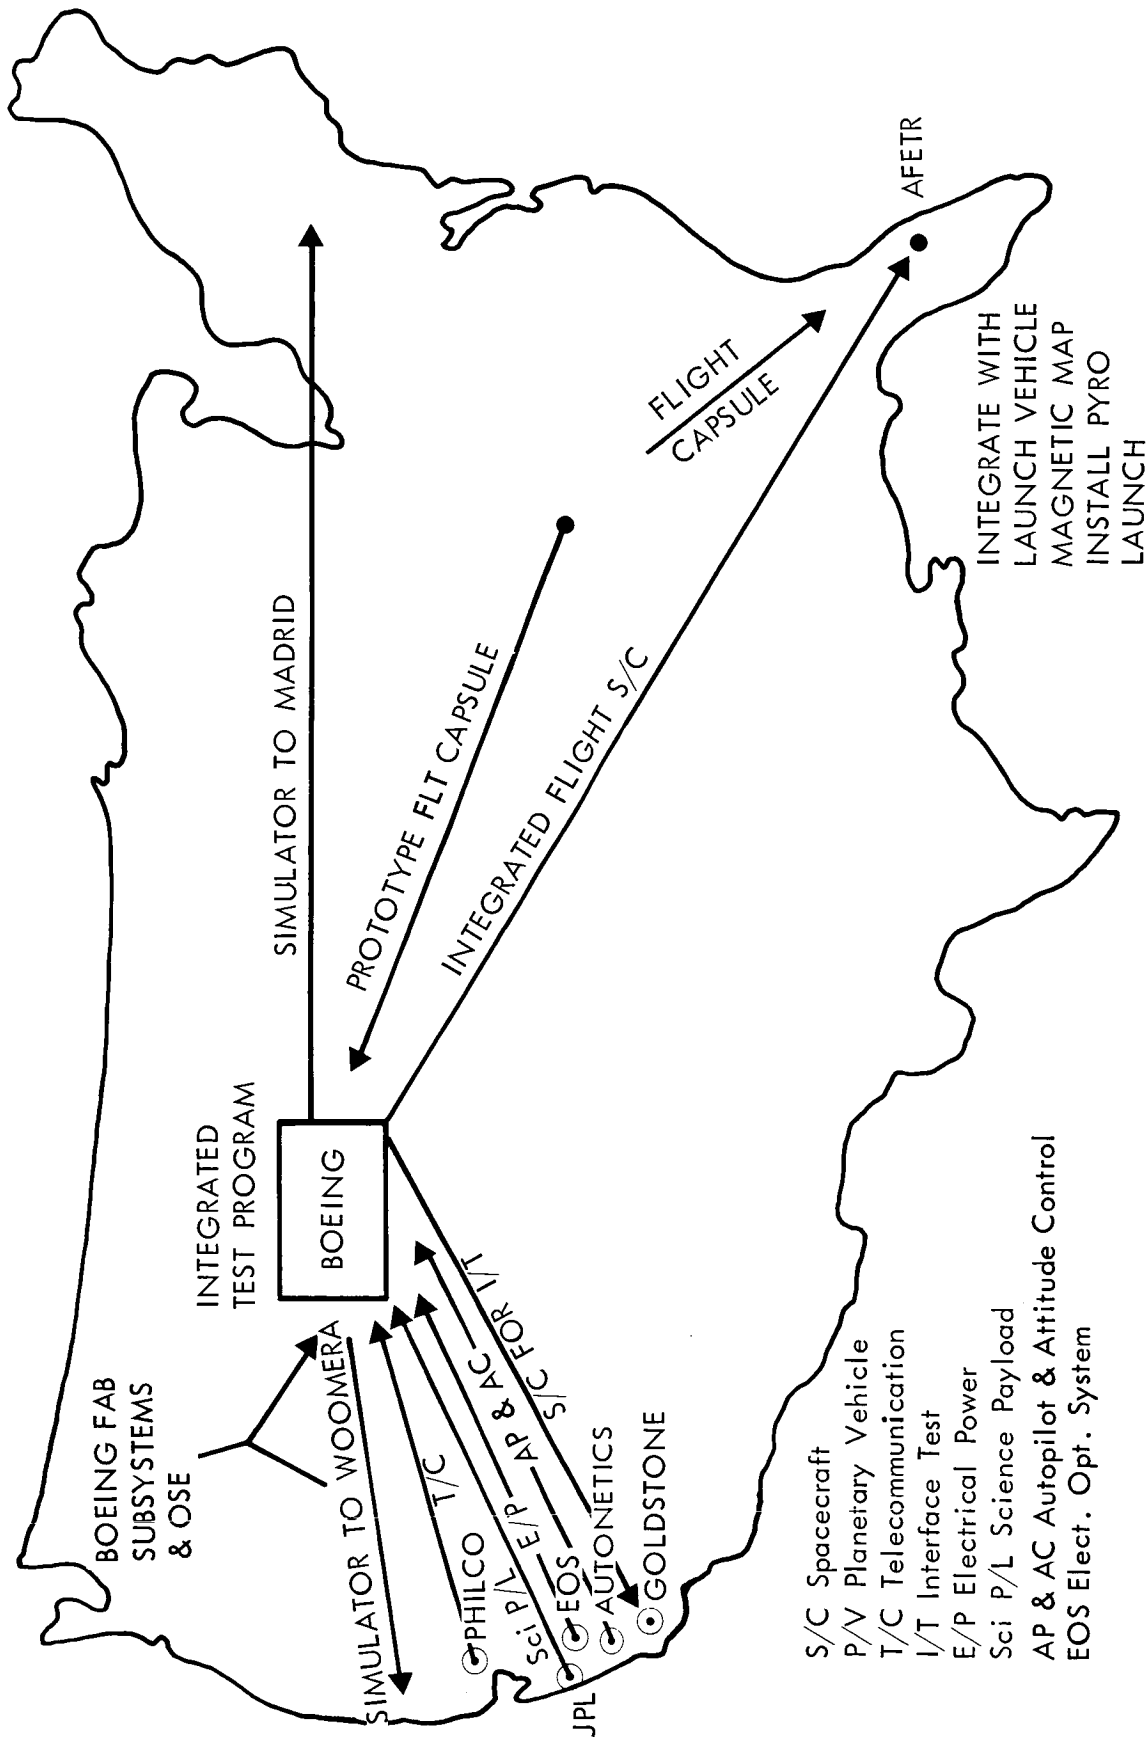 BOEING FAB
SUBSYSTEMS
& OSE
INTEGRATED
TEST PROGRAM
BOEING
SIMULATOR TO MADRID
SIMULATOR TO WOOMERA
PROTOTYPE FLT CAPSULE
INTEGRATED FLIGHT S/C
FLIGHT
CAPSULE
T/C
PHILCO
Sci P/L
E/P
AP & AC
S/C FOR I/T
JPL
EOS
AUTONETICS
GOLDSTONE
AFETR
INTEGRATE WITH
LAUNCH VEHICLE
MAGNETIC MAP
INSTALL PYRO
LAUNCH
S/C Spacecraft
P/V Planetary Vehicle
T/C Telecommunication
I/T Interface Test
E/P Electrical Power
Sci P/L Science Payload
AP & AC Autopilot & Attitude Control
EOS Elect. Opt. System